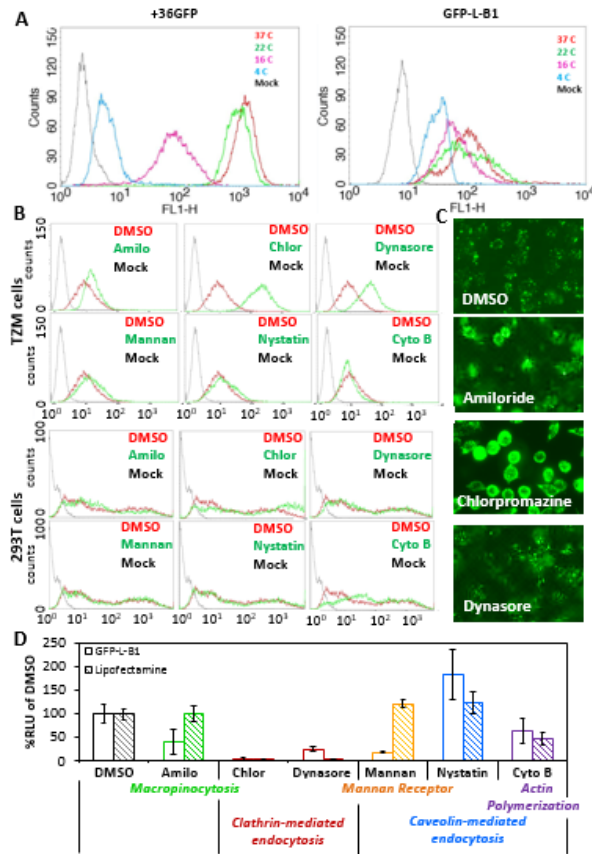 A
+36GFP
GFP-L-B1
37 C
22 C
16 C
4 C
Mock
37 C
22 C
16 C
4 C
Mock
Counts
150
120
90
60
30
0
Counts
150
120
90
60
30
0
10⁰ 10¹ 10² 10³ 10⁴
FL1-H
10⁰ 10¹ 10² 10³ 10⁴
FL1-H
B
C
TZM cells
counts
150
0
DMSO
Amilo
Mock
DMSO
Chlor
Mock
DMSO
Dynasore
Mock
counts
150
0
DMSO
Mannan
Mock
DMSO
Nystatin
Mock
DMSO
Cyto B
Mock
10⁰ 10¹ 10² 10³
10⁰ 10¹ 10² 10³
10⁰ 10¹ 10² 10³
293T cells
counts
100
0
DMSO
Amilo
Mock
DMSO
Chlor
Mock
DMSO
Dynasore
Mock
counts
100
0
DMSO
Mannan
Mock
DMSO
Nystatin
Mock
DMSO
Cyto B
Mock
10⁰ 10¹ 10² 10³
10⁰ 10¹ 10² 10³
10⁰ 10¹ 10² 10³
DMSO
Amiloride
Chlorpromazine
Dynasore
D
%RLU of DMSO
250
200
150
100
50
0
GFP-L-B1
Lipofectamine
DMSO Amilo Chlor Dynasore Mannan Nystatin Cyto B
Macropinocytosis
Mannan Receptor
Actin
Polymerization
Clathrin-mediated
endocytosis
Caveolin-mediated
endocytosis